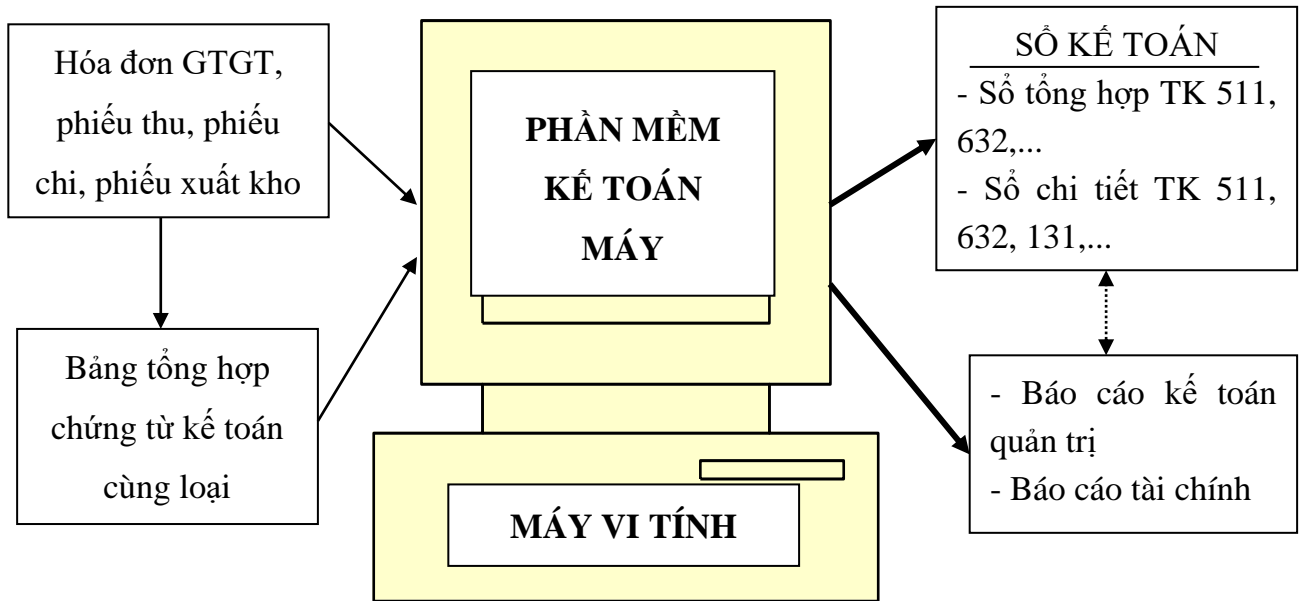 Hóa đơn GTGT,
phiếu thu, phiếu
chi, phiếu xuất kho
Bảng tổng hợp
chứng từ kế toán
cùng loại
PHẦN MỀM
KẾ TOÁN
MÁY
MÁY VI TÍNH
SỔ KẾ TOÁN
- Sổ tổng hợp TK 511,
632,...
- Sổ chi tiết TK 511,
632, 131,...
- Báo cáo kế toán
quản trị
- Báo cáo tài chính